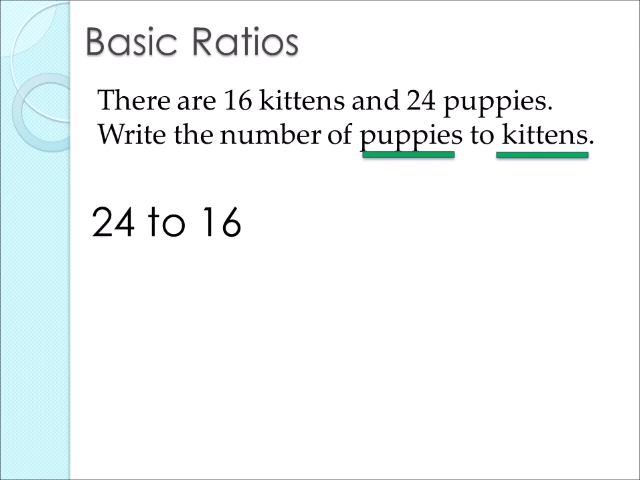 Basic Ratios
There are 16 kittens and 24 puppies.
Write the number of puppies to kittens.
24 to 16